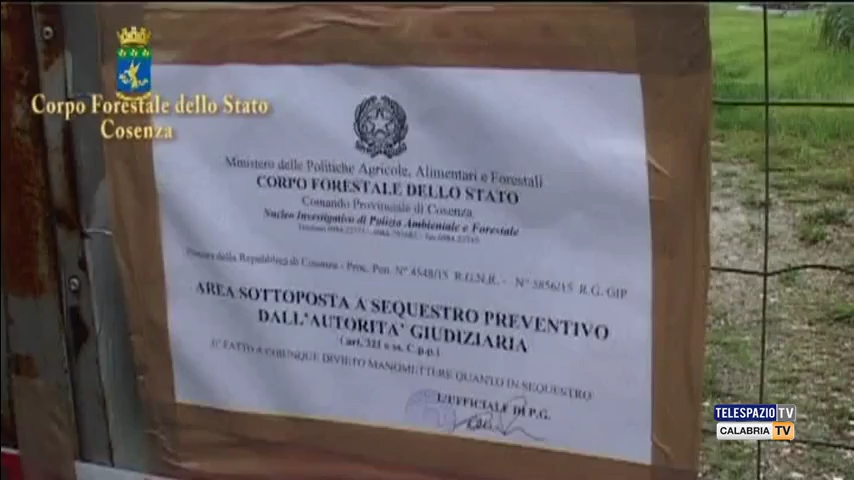 Corpo Forestale dello Stato
Cosenza
Ministero delle Politiche Agricole, Alimentari e Forestali
CORPO FORESTALE DELLO STATO
Comando Provinciale di Cosenza
Nucleo Investigativo di Polizia Ambientale e Forestale
Procura della Repubblica di Cosenza - Proc. Pen. N° 4548/15 R.G.N.R. - N° 3856/15 R.G. GIP
AREA SOTTOPOSTA A SEQUESTRO PREVENTIVO
DALL'AUTORITA' GIUDIZIARIA
( art. 321 e ss. C.p.p.)
E' FATTO A CHIUNQUE DIVIETO MANOMETTERE QUANTO IN SEQUESTRO
L'UFFICIALE DI P.G.
TELESPAZIO TV
CALABRIA TV